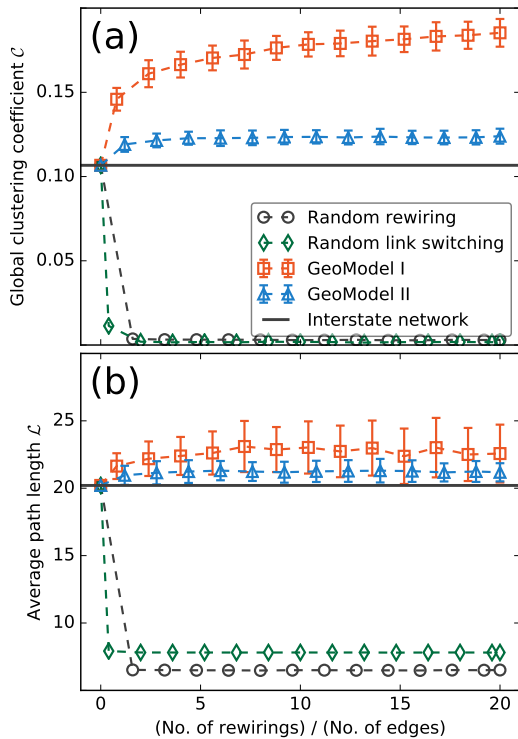 (a)
Global clustering coefficient C
0.15
0.10
0.05
Random rewiring
Random link switching
GeoModel I
GeoModel II
Interstate network
(b)
Average path length L
25
20
15
10
0 5 10 15 20
(No. of rewirings) / (No. of edges)